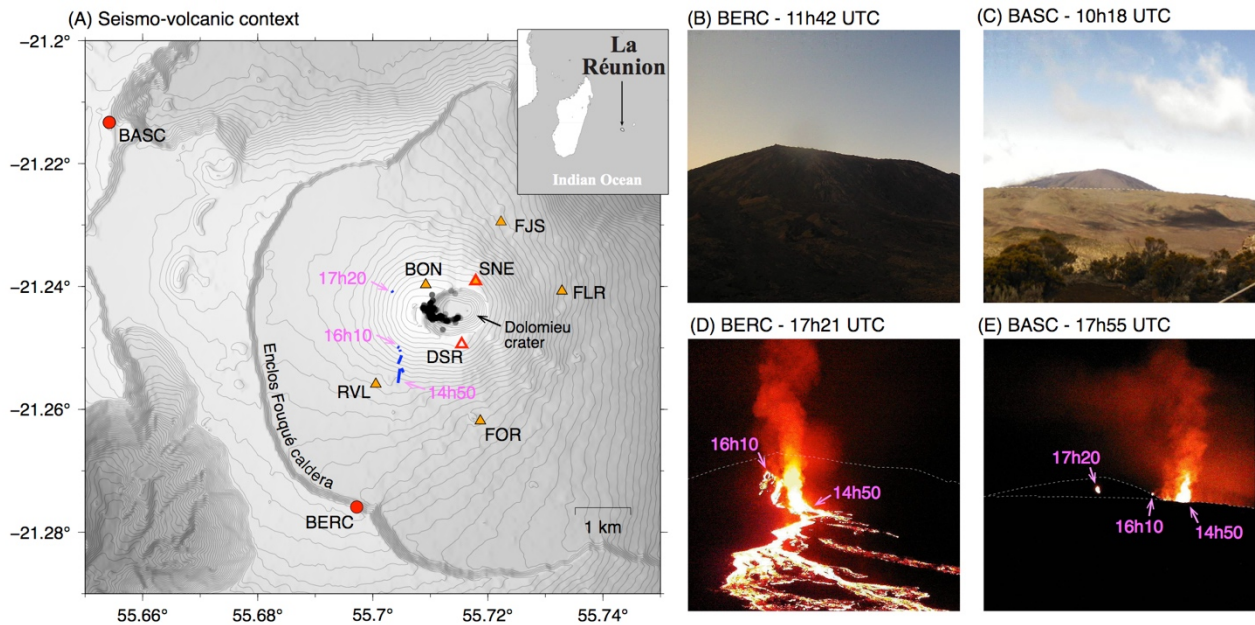 (A) Seismo-volcanic context
−21.2°
−21.22°
−21.24°
−21.26°
−21.28°
55.66°
55.68°
55.7°
55.72°
55.74°
La
Réunion
Indian Ocean
BASC
FJS
BON
SNE
FLR
17h20
16h10
Dolomieu
crater
DSR
14h50
RVL
FOR
Enclos Fouqué caldera
BERC
1 km
(B) BERC - 11h42 UTC
(C) BASC - 10h18 UTC
(D) BERC - 17h21 UTC
16h10
14h50
(E) BASC - 17h55 UTC
17h20
16h10
14h50